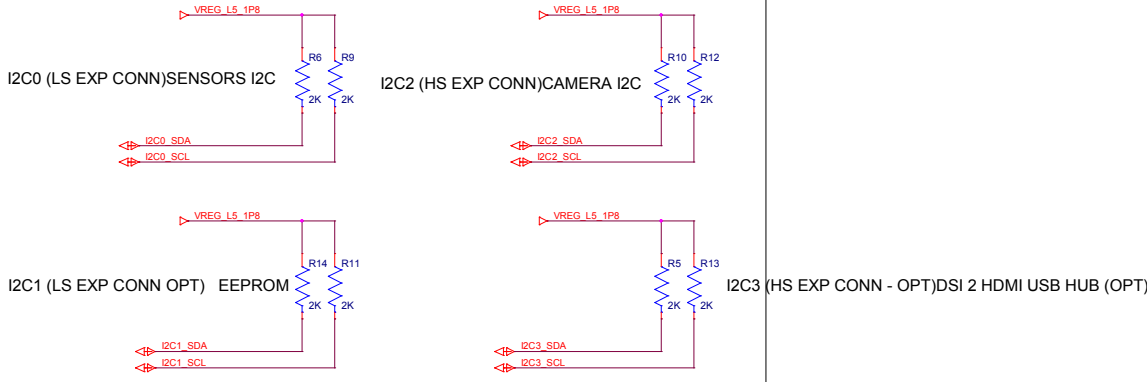 VREG_L5_1P8
R6
R9
I2C0 (LS EXP CONN)SENSORS I2C
2K
2K
I2C0_SDA
I2C0_SCL
VREG_L5_1P8
R10
R12
I2C2 (HS EXP CONN)CAMERA I2C
2K
2K
I2C2_SDA
I2C2_SCL
VREG_L5_1P8
R14
R11
I2C1 (LS EXP CONN OPT) EEPROM
2K
2K
I2C1_SDA
I2C1_SCL
VREG_L5_1P8
R5
R13
I2C3 (HS EXP CONN - OPT)DSI 2 HDMI USB HUB (OPT)
2K
2K
I2C3_SDA
I2C3_SCL